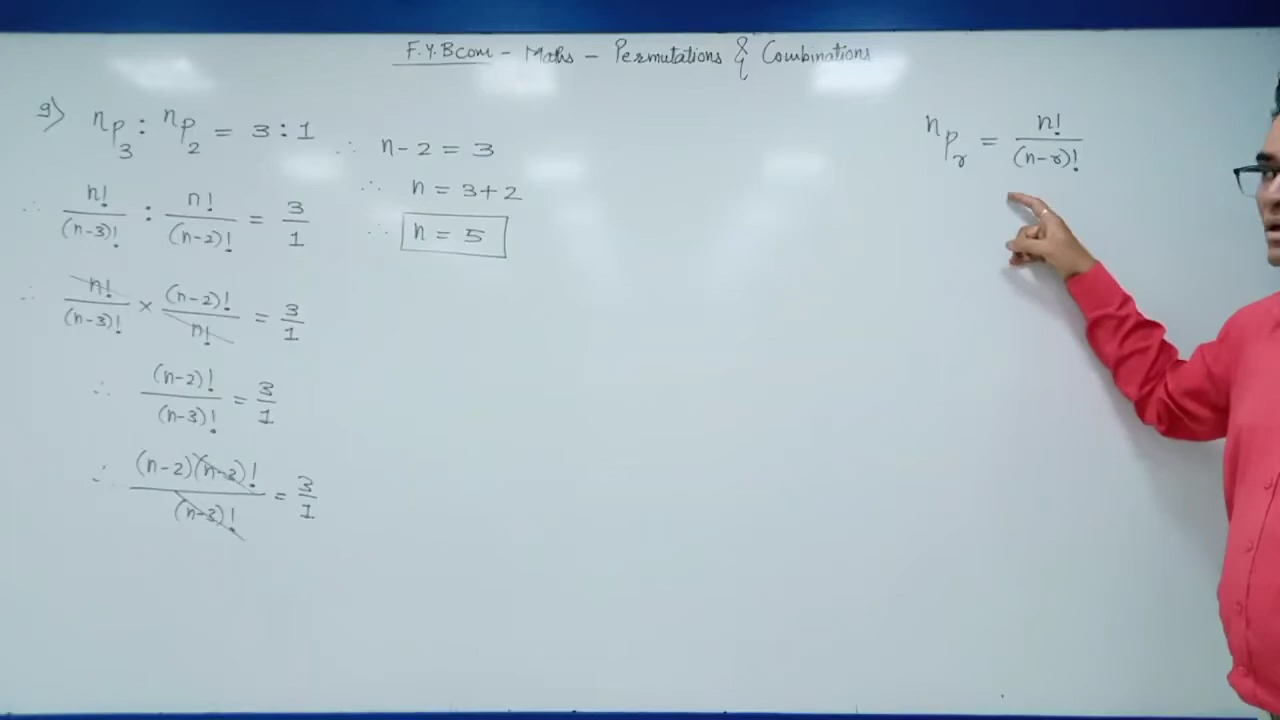 F.Y.BCom - Maths - Permutations & Combinations
9) nP3 : nP2 = 3 : 1
∴ n!/(n-3)! : n!/(n-2)! = 3/1
∴ n!/(n-3)! × (n-2)!/n! = 3/1
∴ (n-2)!/(n-3)! = 3/1
∴ (n-2)(n-3)!/(n-3)! = 3/1
∴ n-2 = 3
∴ n = 3+2
∴ n = 5
nPr = n!/(n-r)!